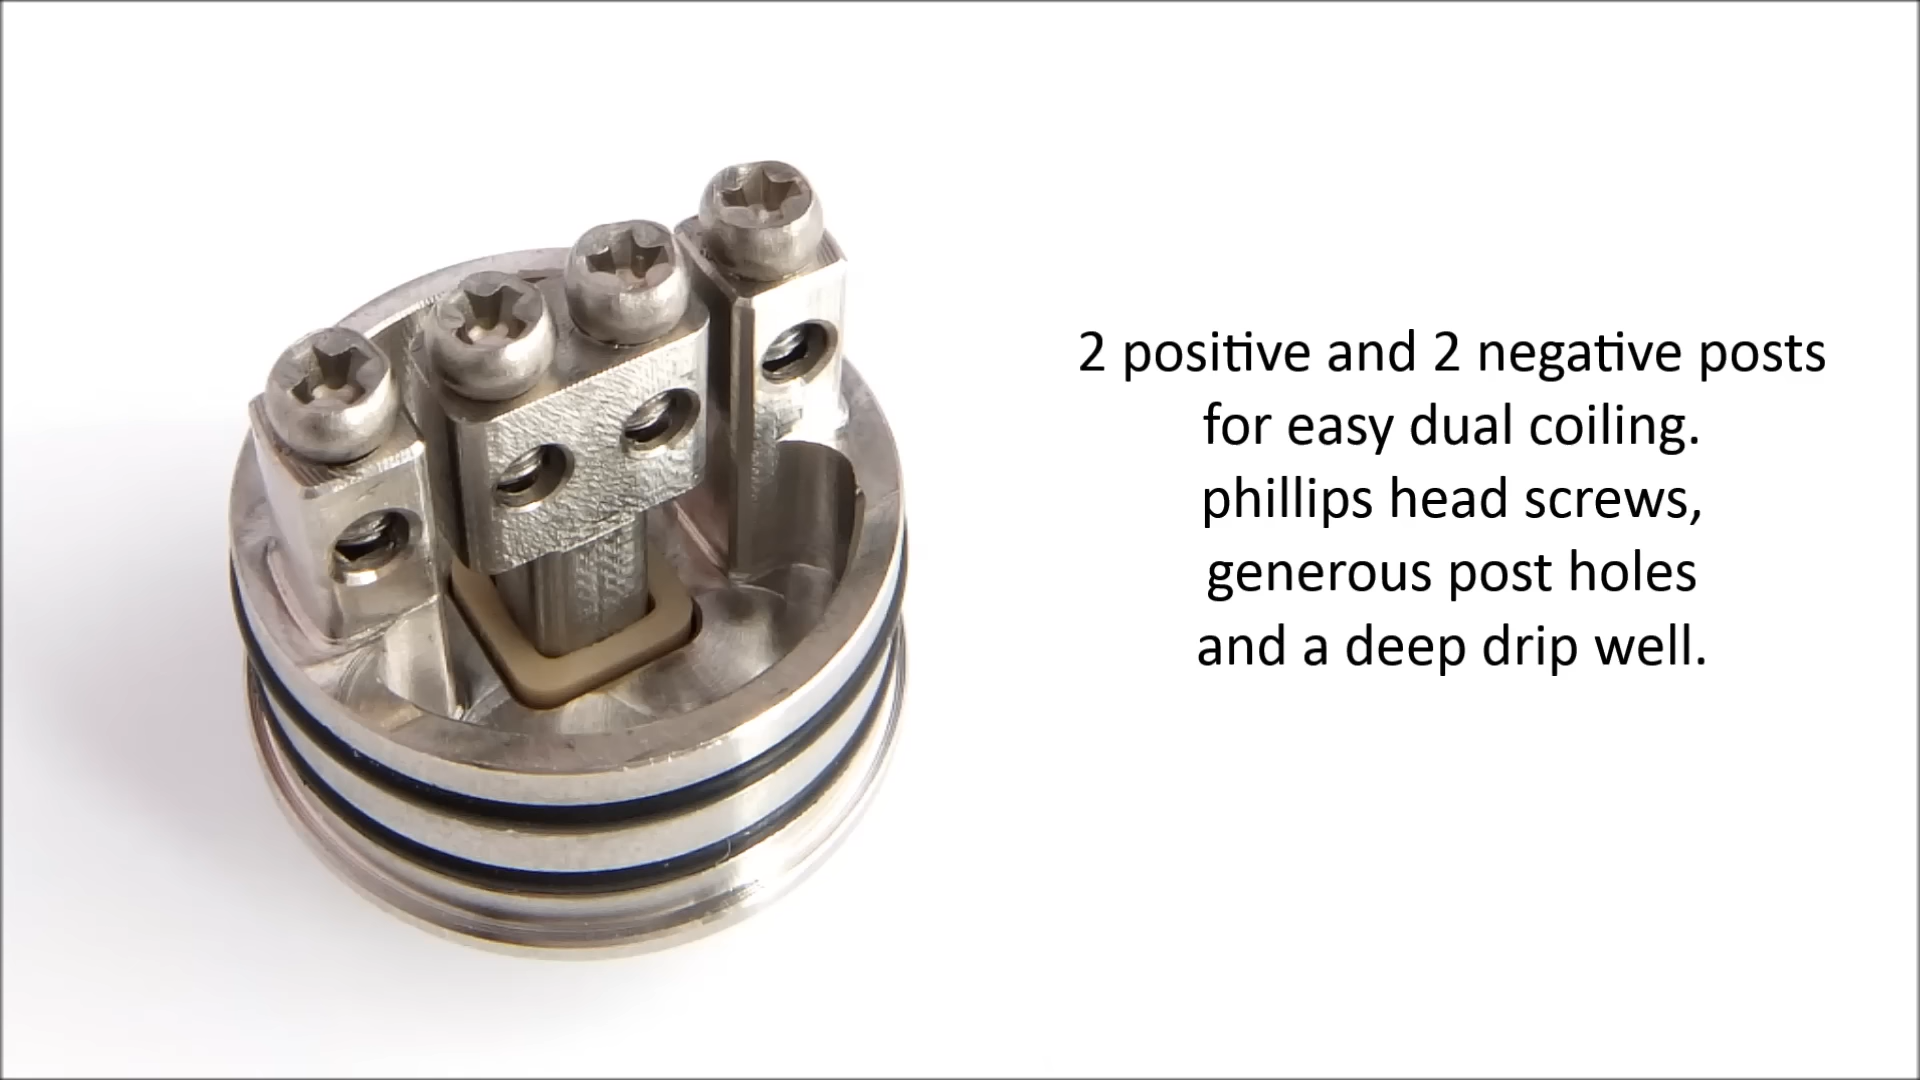 2 positive and 2 negative posts
for easy dual coiling.
phillips head screws,
generous post holes
and a deep drip well.